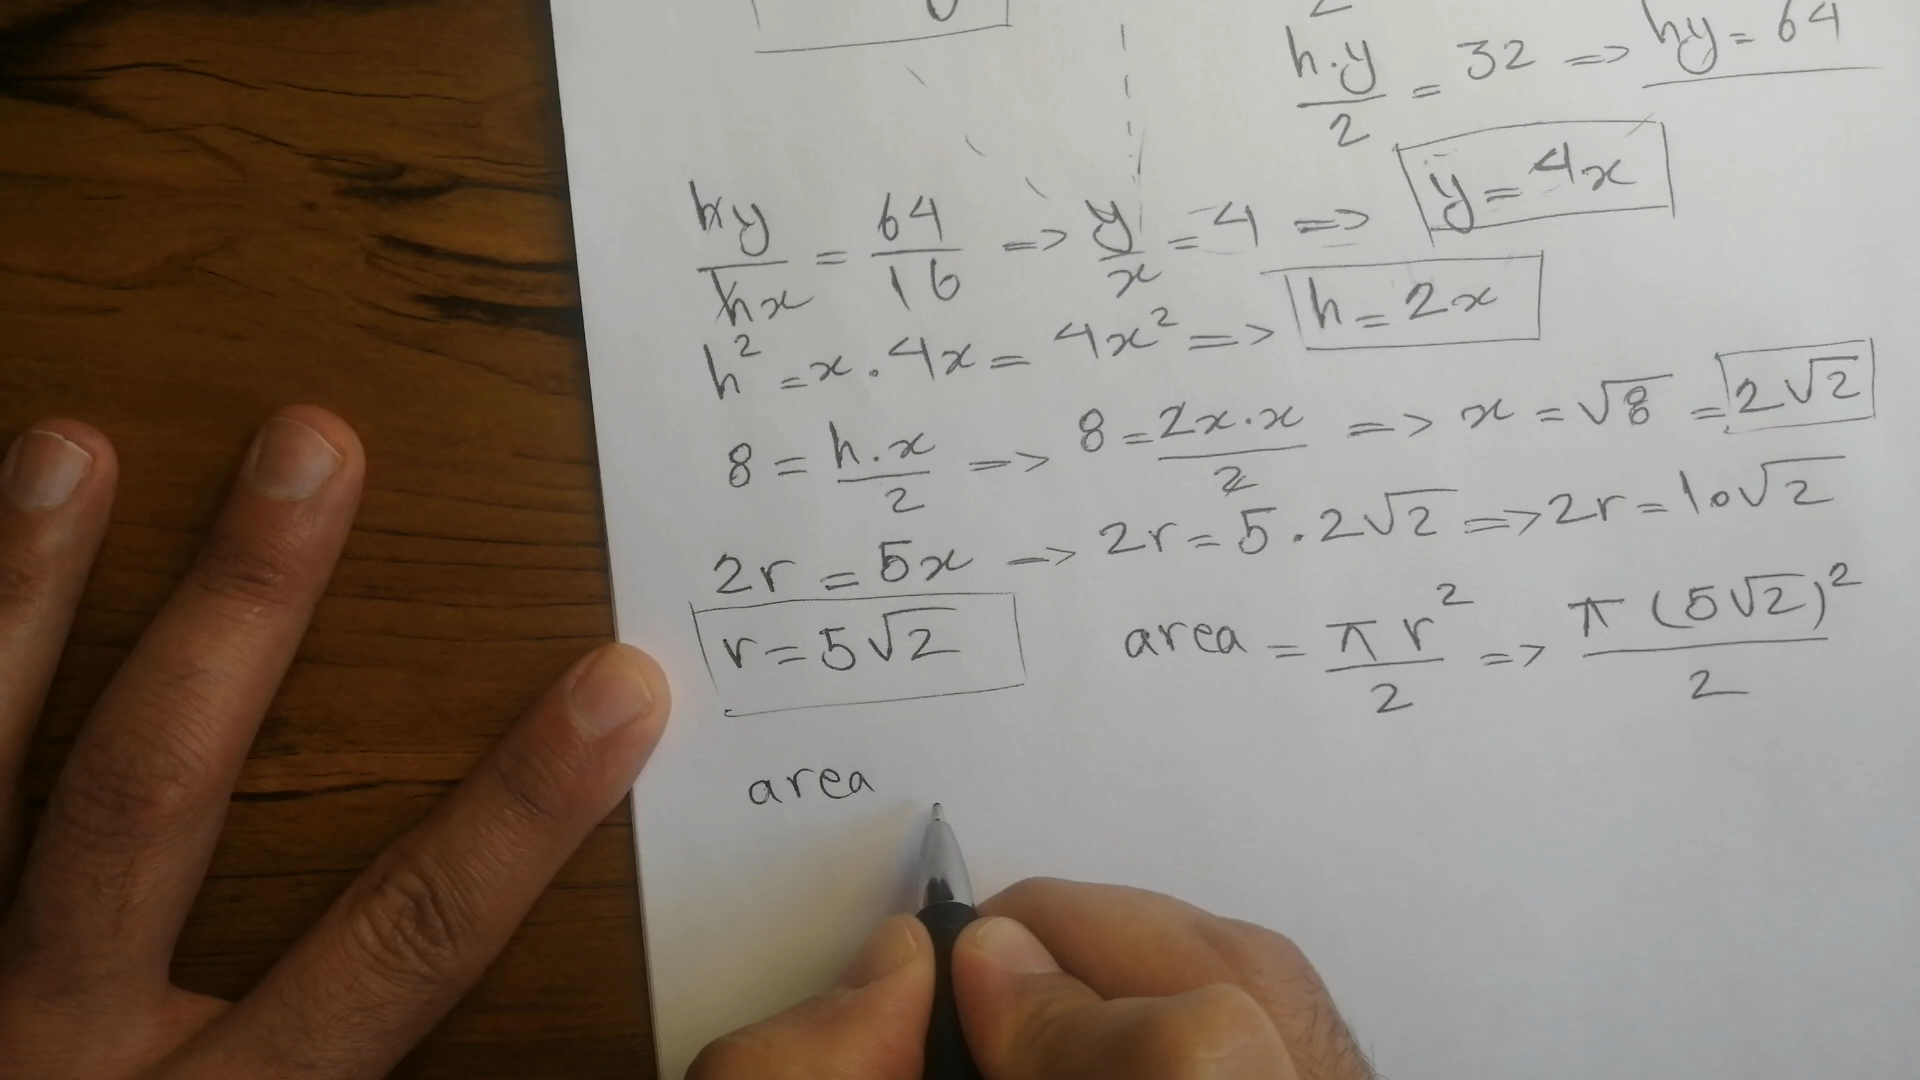 h.y/2 = 32 => hy = 64
hy/hx = 64/16 => y/x = 4 => y = 4x
h² = x . 4x = 4x² => h = 2x
8 = h.x/2 => 8 = 2x.x/2 => x = √8 = 2√2
2r = 5x => 2r = 5 . 2√2 => 2r = 10√2
r = 5√2 area = πr²/2 => π(5√2)²/2
area